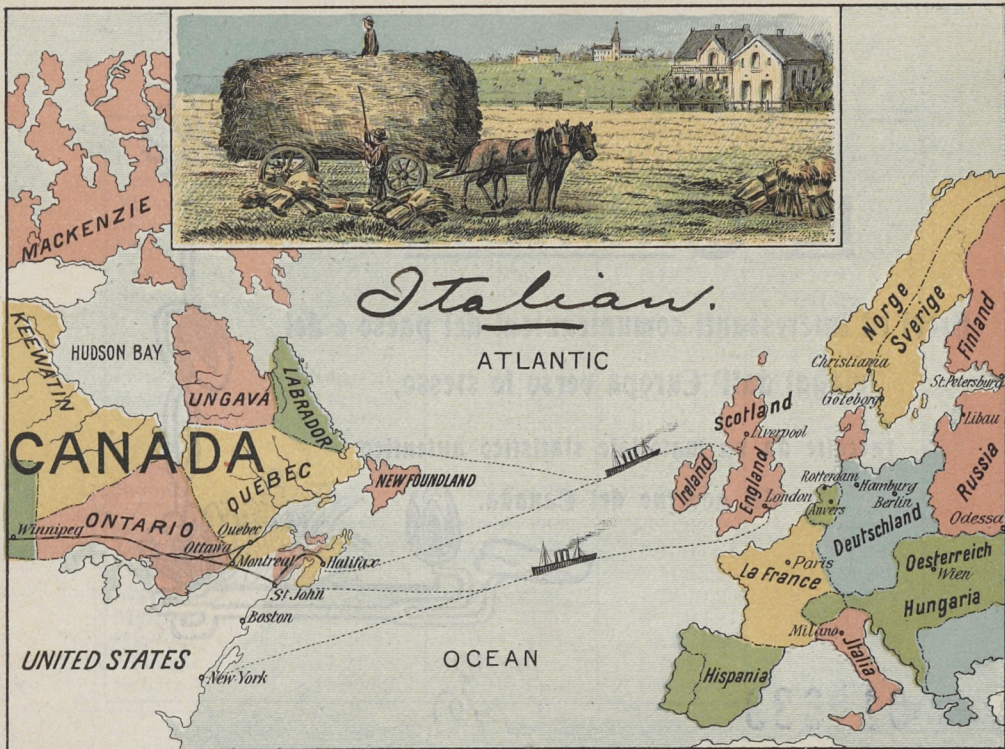 MACKENZIE
Italian.
KEEWATIN
HUDSON BAY
UNGAVA
LABRADOR
ATLANTIC
CANADA
QUÉBEC
NEW FOUNDLAND
ONTARIO
Winnipeg
Ottawa
Quebec
Montreal
Halifax
St John
Boston
UNITED STATES
New-York
OCEAN
Norge
Sverige
Finland
Christiania
Göteborg
St. Petersburg
Libau
Scotland
Liverpool
Ireland
England
London
Rotterdam
Anvers
Hamburg
Berlin
Deutschland
Russia
Odessa
Paris
La France
Oesterreich
Wien
Hungaria
Milano
Italia
Hispania